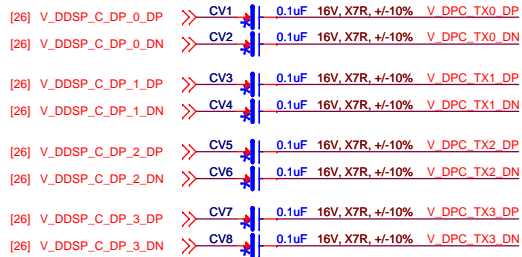 [26] V_DDSP_C_DP_0_DP CV1 0.1uF 16V, X7R, +/-10% V_DPC_TX0_DP
[26] V_DDSP_C_DP_0_DN CV2 0.1uF 16V, X7R, +/-10% V_DPC_TX0_DN
[26] V_DDSP_C_DP_1_DP CV3 0.1uF 16V, X7R, +/-10% V_DPC_TX1_DP
[26] V_DDSP_C_DP_1_DN CV4 0.1uF 16V, X7R, +/-10% V_DPC_TX1_DN
[26] V_DDSP_C_DP_2_DP CV5 0.1uF 16V, X7R, +/-10% V_DPC_TX2_DP
[26] V_DDSP_C_DP_2_DN CV6 0.1uF 16V, X7R, +/-10% V_DPC_TX2_DN
[26] V_DDSP_C_DP_3_DP CV7 0.1uF 16V, X7R, +/-10% V_DPC_TX3_DP
[26] V_DDSP_C_DP_3_DN CV8 0.1uF 16V, X7R, +/-10% V_DPC_TX3_DN